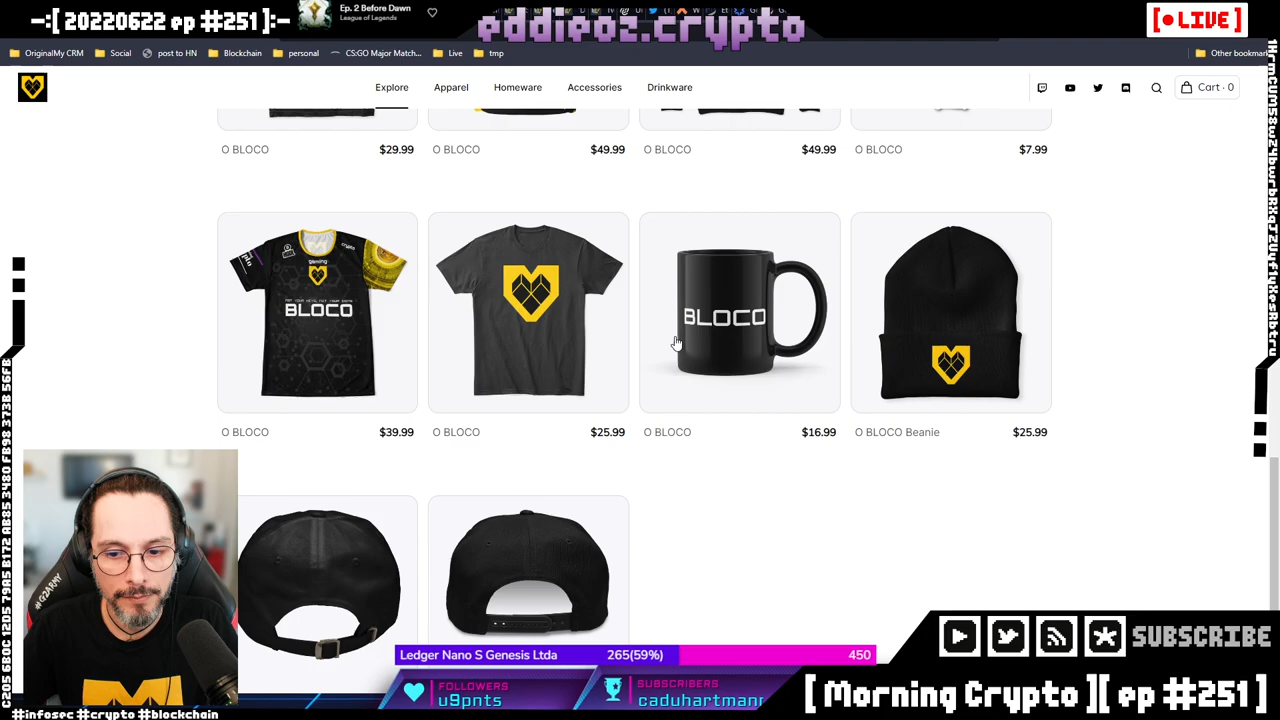 -:[ 20220622 ep #251 ]:-
Ep. 2 Before Dawn
League of Legends
eddieoz.crypto
[ • LIVE ]
OriginalMy CRM
Social
post to HN
Blockchain
personal
CS:GO Major Match...
Live
tmp
Other bookmar
Explore
Apparel
Homeware
Accessories
Drinkware
Cart · 0
O BLOCO $29.99
O BLOCO $49.99
O BLOCO $49.99
O BLOCO $7.99
crypto
gaming
BLOCO
BLOCO
O BLOCO $39.99
O BLOCO $25.99
O BLOCO $16.99
O BLOCO Beanie $25.99
#G2ARMY
Ledger Nano S Genesis Ltda 265(59%) 450
FOLLOWERS
u9pnts
SUBSCRIBERS
caduhartmann
SUBSCRIBE
[ Morning Crypto ][ ep #251 ]
#infosec #crypto #blockchain